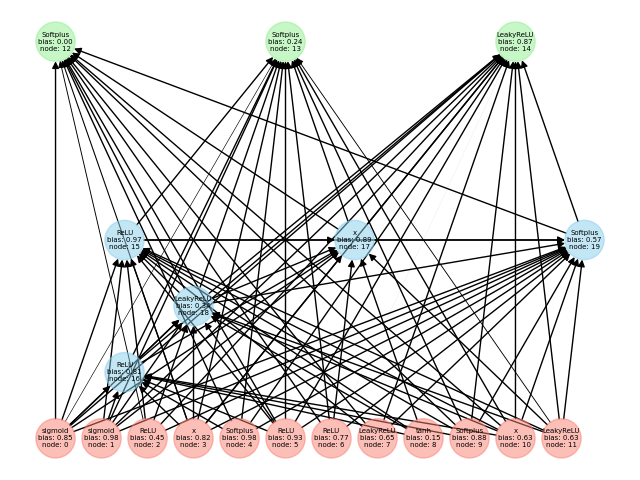 Softplus
bias: 0.00
node: 12
Softplus
bias: 0.24
node: 13
LeakyReLU
bias: 0.87
node: 14
ReLU
bias: 0.97
node: 15
x
bias: 0.89
node: 17
Softplus
bias: 0.57
node: 19
LeakyReLU
node: 18
ReLU
bias: 0.81
node: 16
sigmoid
bias: 0.85
node: 0
sigmoid
bias: 0.98
node: 1
ReLU
bias: 0.45
node: 2
x
bias: 0.82
node: 3
Softplus
bias: 0.98
node: 4
ReLU
bias: 0.93
node: 5
ReLU
bias: 0.77
node: 6
LeakyReLU
bias: 0.65
node: 7
tanh
bias: 0.15
node: 8
Softplus
bias: 0.88
node: 9
x
bias: 0.63
node: 10
LeakyReLU
bias: 0.63
node: 11